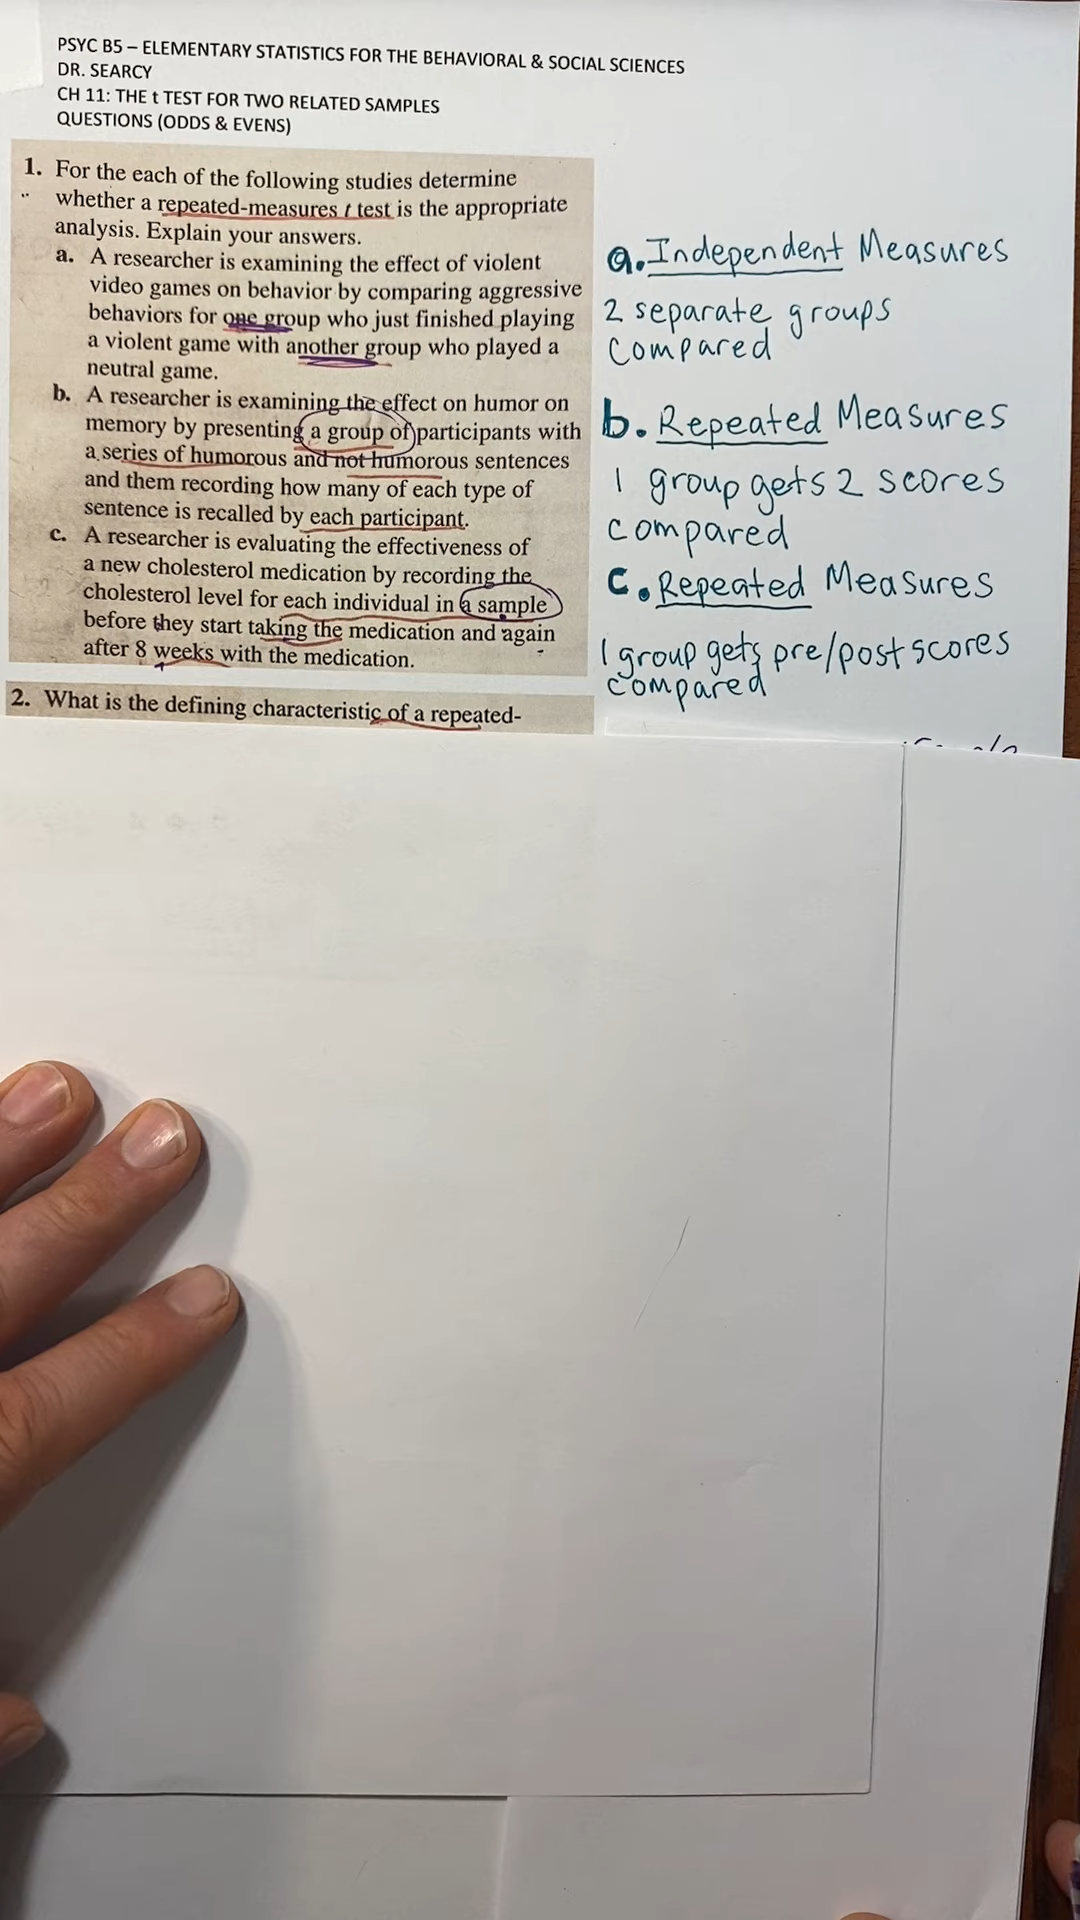 PSYC B5 – ELEMENTARY STATISTICS FOR THE BEHAVIORAL & SOCIAL SCIENCES
DR. SEARCY
CH 11: THE t TEST FOR TWO RELATED SAMPLES
QUESTIONS (ODDS & EVENS)
1. For the each of the following studies determine
whether a repeated-measures t test is the appropriate
analysis. Explain your answers.
a. A researcher is examining the effect of violent
video games on behavior by comparing aggressive
behaviors for one group who just finished playing
a violent game with another group who played a
neutral game.
b. A researcher is examining the effect on humor on
memory by presenting a group of participants with
a series of humorous and not humorous sentences
and them recording how many of each type of
sentence is recalled by each participant.
c. A researcher is evaluating the effectiveness of
a new cholesterol medication by recording the
cholesterol level for each individual in a sample
before they start taking the medication and again
after 8 weeks with the medication.
2. What is the defining characteristic of a repeated-
a. Independent Measures
2 separate groups
compared
b. Repeated Measures
1 group gets 2 scores
compared
c. Repeated Measures
1 group gets pre/post scores
compared